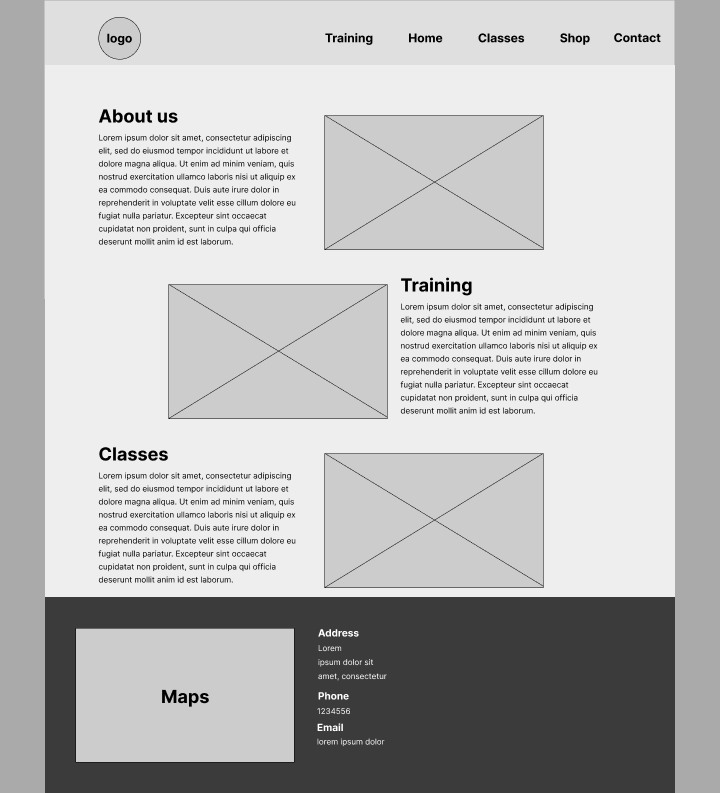 logo
Training
Home
Classes
Shop
Contact
About us
Lorem ipsum dolor sit amet, consectetur adipiscing
elit, sed do eiusmod tempor incididunt ut labore et
dolore magna aliqua. Ut enim ad minim veniam, quis
nostrud exercitation ullamco laboris nisi ut aliquip ex
ea commodo consequat. Duis aute irure dolor in
reprehenderit in voluptate velit esse cillum dolore eu
fugiat nulla pariatur. Excepteur sint occaecat
cupidatat non proident, sunt in culpa qui officia
deserunt mollit anim id est laborum.
Training
Lorem ipsum dolor sit amet, consectetur adipiscing
elit, sed do eiusmod tempor incididunt ut labore et
dolore magna aliqua. Ut enim ad minim veniam, quis
nostrud exercitation ullamco laboris nisi ut aliquip ex
ea commodo consequat. Duis aute irure dolor in
reprehenderit in voluptate velit esse cillum dolore eu
fugiat nulla pariatur. Excepteur sint occaecat
cupidatat non proident, sunt in culpa qui officia
deserunt mollit anim id est laborum.
Classes
Lorem ipsum dolor sit amet, consectetur adipiscing
elit, sed do eiusmod tempor incididunt ut labore et
dolore magna aliqua. Ut enim ad minim veniam, quis
nostrud exercitation ullamco laboris nisi ut aliquip ex
ea commodo consequat. Duis aute irure dolor in
reprehenderit in voluptate velit esse cillum dolore eu
fugiat nulla pariatur. Excepteur sint occaecat
cupidatat non proident, sunt in culpa qui officia
deserunt mollit anim id est laborum.
Maps
Address
Lorem
ipsum dolor sit
amet, consectetur
Phone
1234556
Email
lorem ipsum dolor